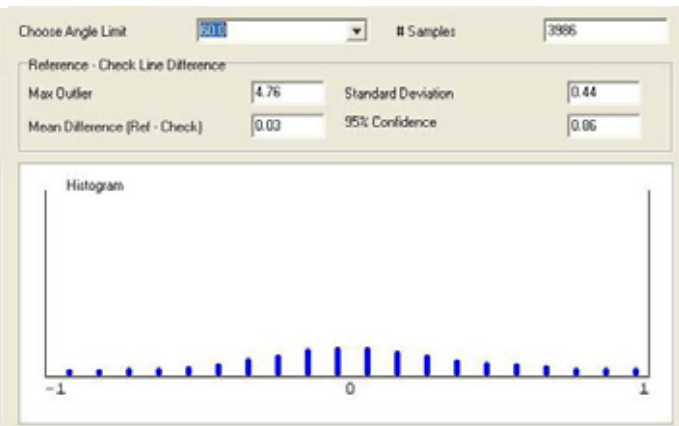 Choose Angle Limit 60.0 # Samples 3986
Reference - Check Line Difference
Max Outlier 4.76 Standard Deviation 0.44
Mean Difference (Ref - Check) 0.03 95% Confidence 0.86
Histogram
-1 0 1